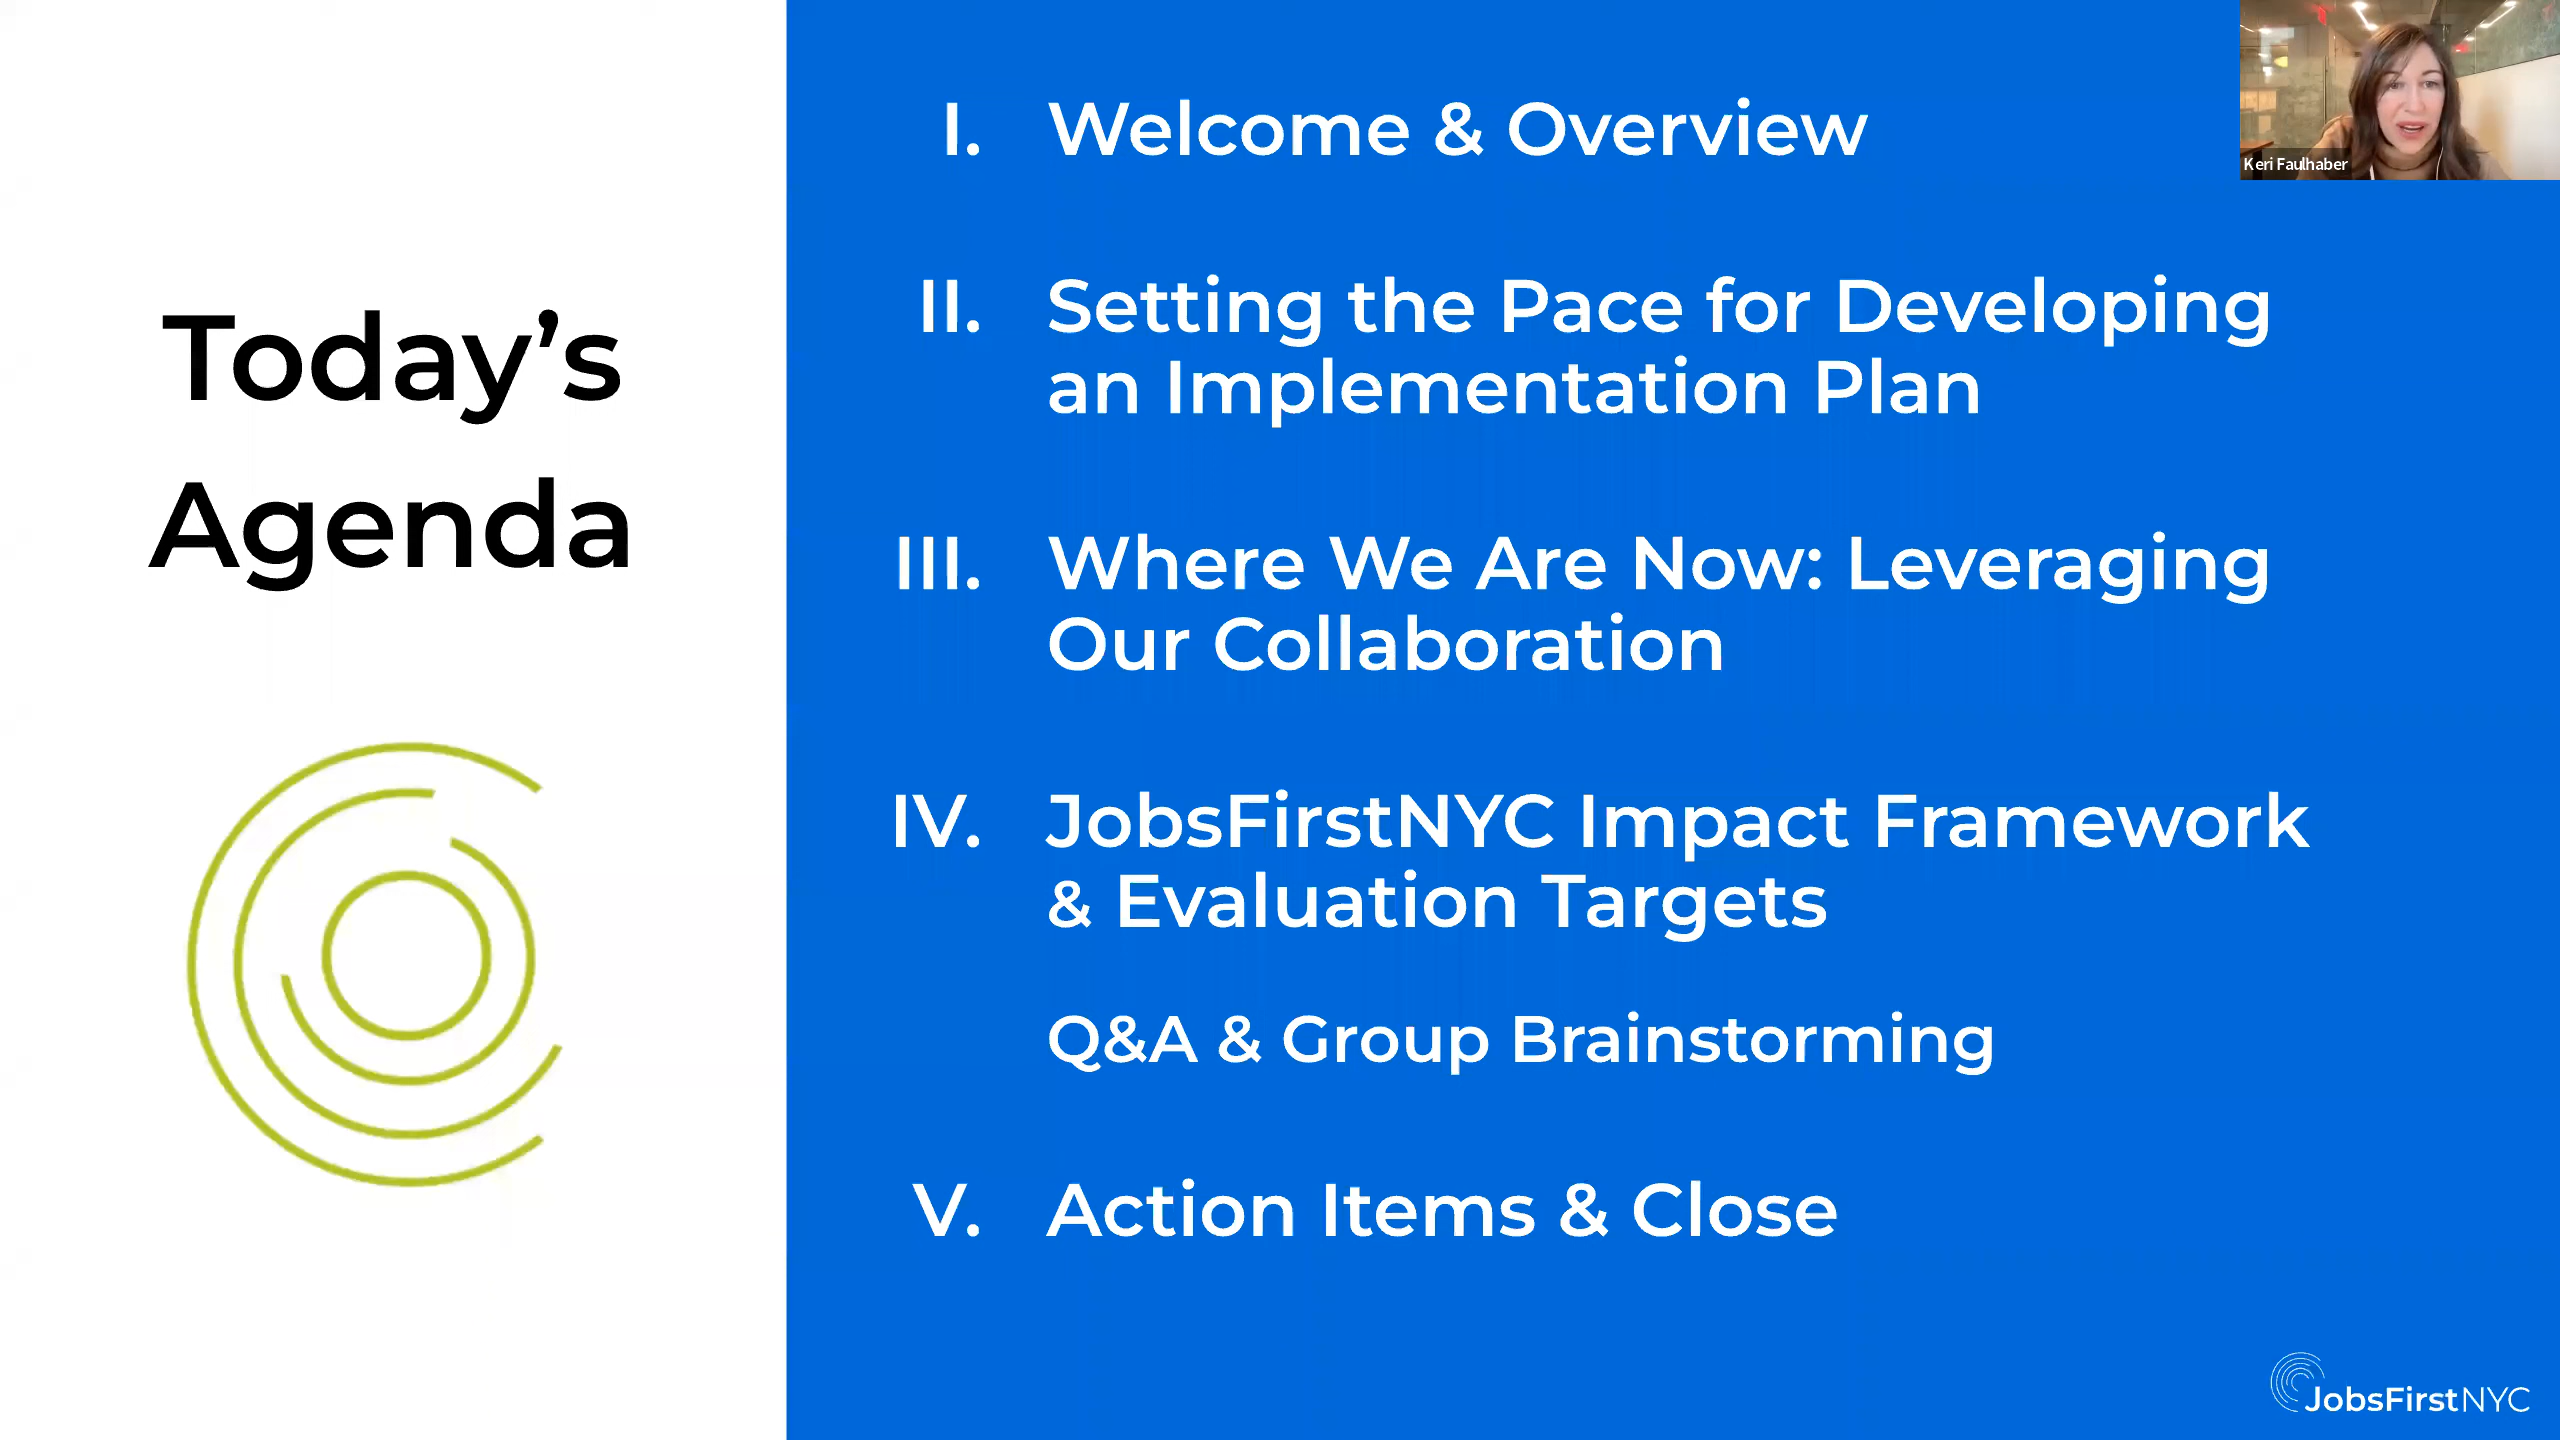 Today’s
Agenda
I. Welcome & Overview
II. Setting the Pace for Developing
an Implementation Plan
III. Where We Are Now: Leveraging
Our Collaboration
IV. JobsFirstNYC Impact Framework
& Evaluation Targets
Q&A & Group Brainstorming
V. Action Items & Close
Keri Faulhaber
JobsFirstNYC